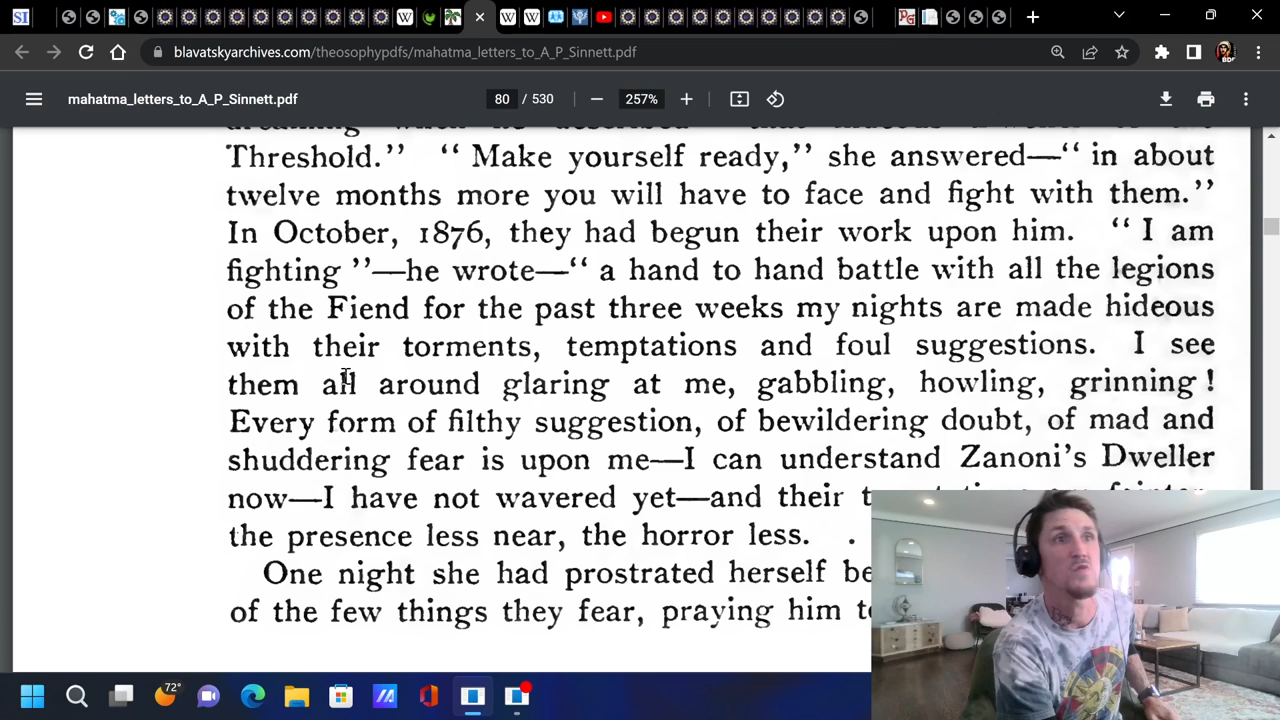 blavatskyarchives.com/theosophypdfs/mahatma_letters_to_A_P_Sinnett.pdf
mahatma_letters_to_A_P_Sinnett.pdf
80 / 530
257%
Threshold.” “ Make yourself ready,” she answered—“ in about
twelve months more you will have to face and fight with them.”
In October, 1876, they had begun their work upon him. “ I am
fighting ”—he wrote—“ a hand to hand battle with all the legions
of the Fiend for the past three weeks my nights are made hideous
with their torments, temptations and foul suggestions. I see
them all around glaring at me, gabbling, howling, grinning !
Every form of filthy suggestion, of bewildering doubt, of mad and
shuddering fear is upon me—I can understand Zanoni’s Dweller
now—I have not wavered yet—and their
the presence less near, the horror less. .
One night she had prostrated herself
of the few things they fear, praying him
72°